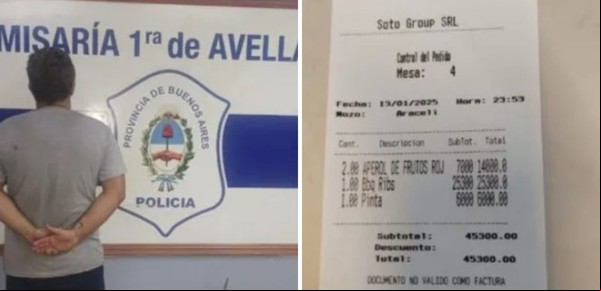 MISARÍA 1ra de AVELLA
PROVINCIA DE BUENOS AIRES
POLICIA
Soto Group SRL
Control del Pedido
Mesa: 4
Fecha: 13/01/2025 Hora: 23:53
Mozo: Araceli
Cant. Descripcion SubTot. Total
2.00 APEROL DE FRUTOS ROJ 7000 14000.0
1.00 Bbq Ribs 25300 25300.0
1.00 Pinta 6000 6000.00
Subtotal: 45300.00
Descuento:
Total: 45300.00
DOCUMENTO NO VALIDO COMO FACTURA